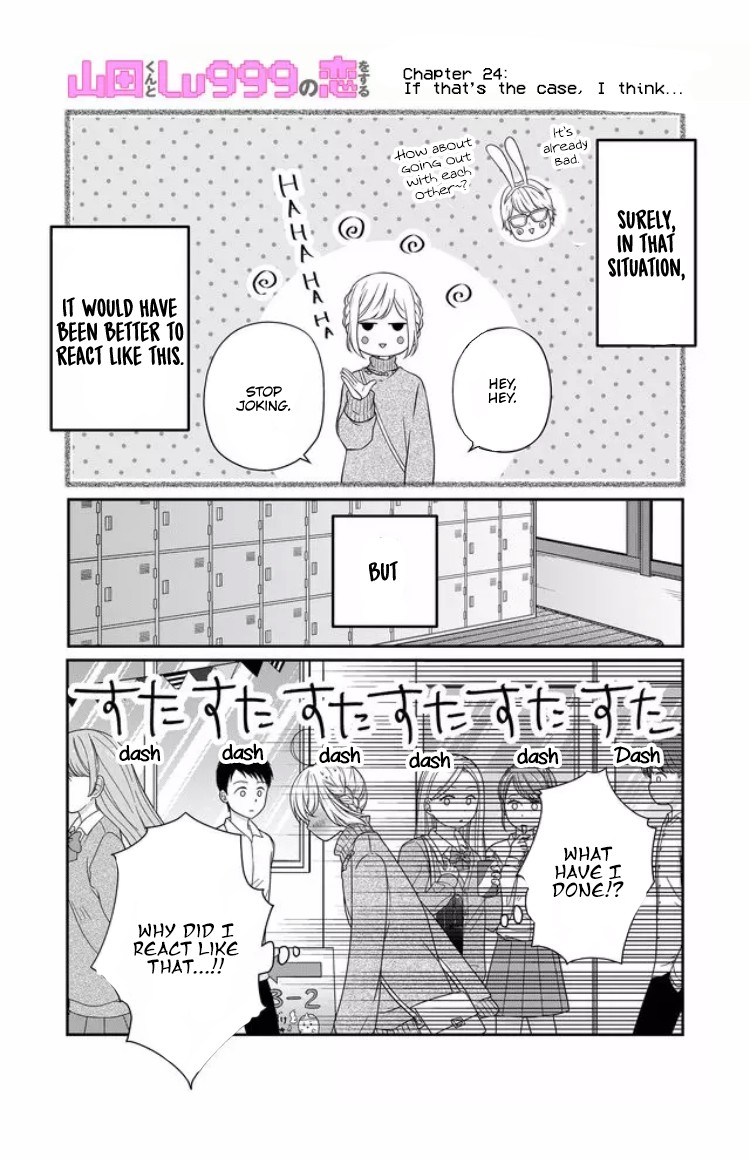 山田くんとLv999の恋をする
Chapter 24:
If that's the case, I think...
SURELY,
IN THAT
SITUATION,
It's
already
bad.
How about
going out
with each
other~?
HAHAHAHAHA
HEY,
HEY.
STOP
JOKING.
IT WOULD HAVE
BEEN BETTER TO
REACT LIKE THIS.
BUT
すた すた すた すた すた すた
dash dash dash dash dash Dash
WHAT
HAVE I
DONE!?
WHY DID I
REACT LIKE
THAT...!!
3-2